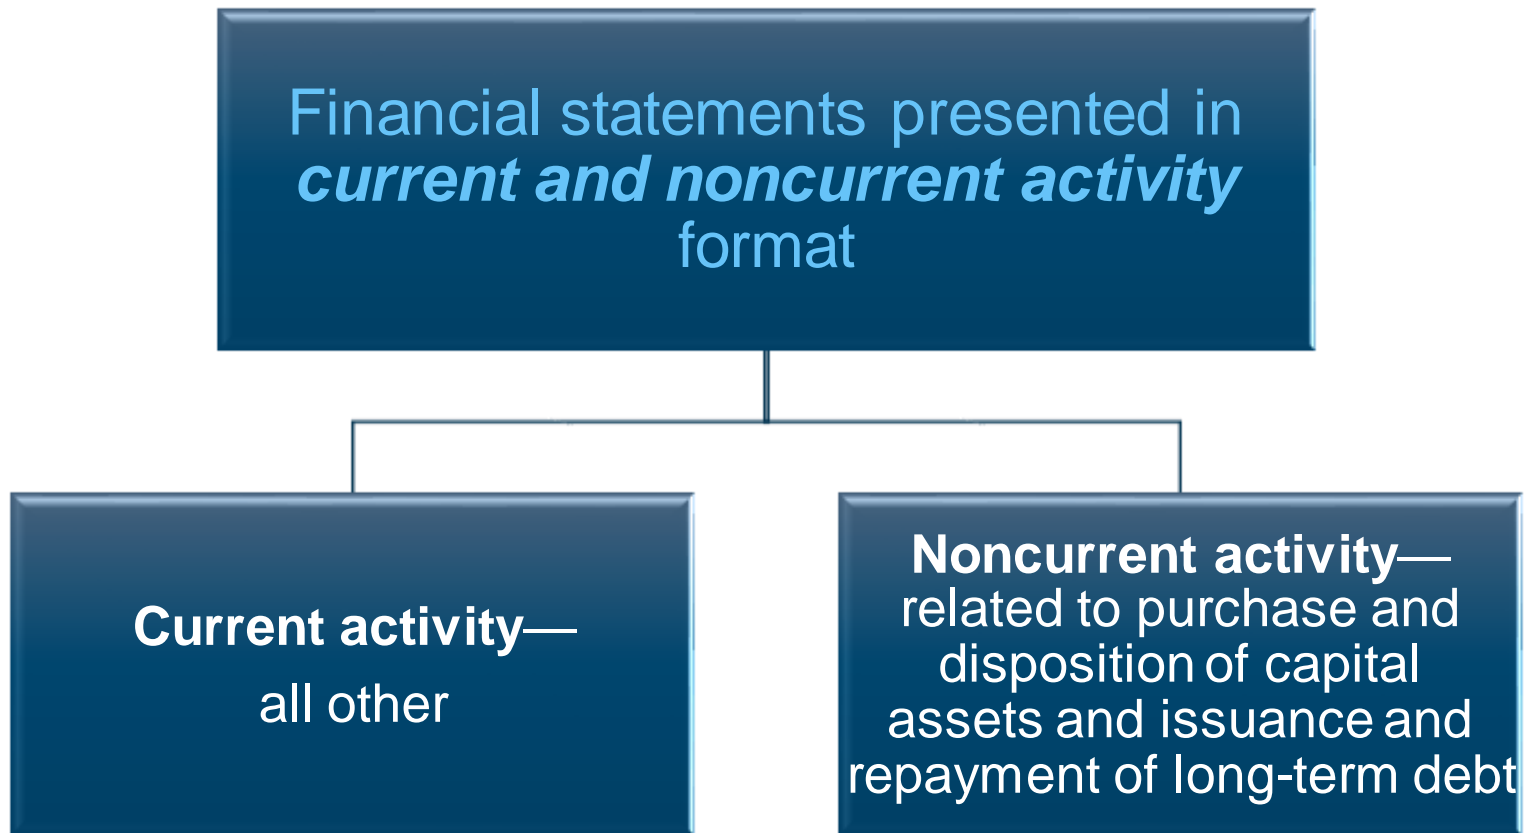 Financial statements presented in
current and noncurrent activity
format
Current activity—
all other
Noncurrent activity—
related to purchase and
disposition of capital
assets and issuance and
repayment of long-term debt